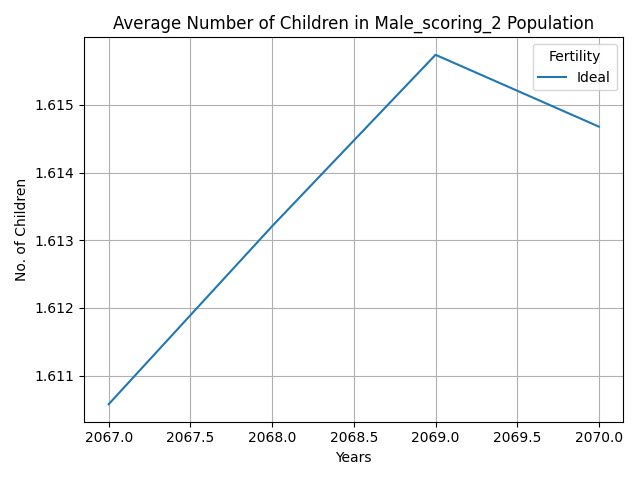 Average Number of Children in Male_scoring_2 Population
Fertility
Ideal
No. of Children
1.615
1.614
1.613
1.612
1.611
2067.0 2067.5 2068.0 2068.5 2069.0 2069.5 2070.0
Years